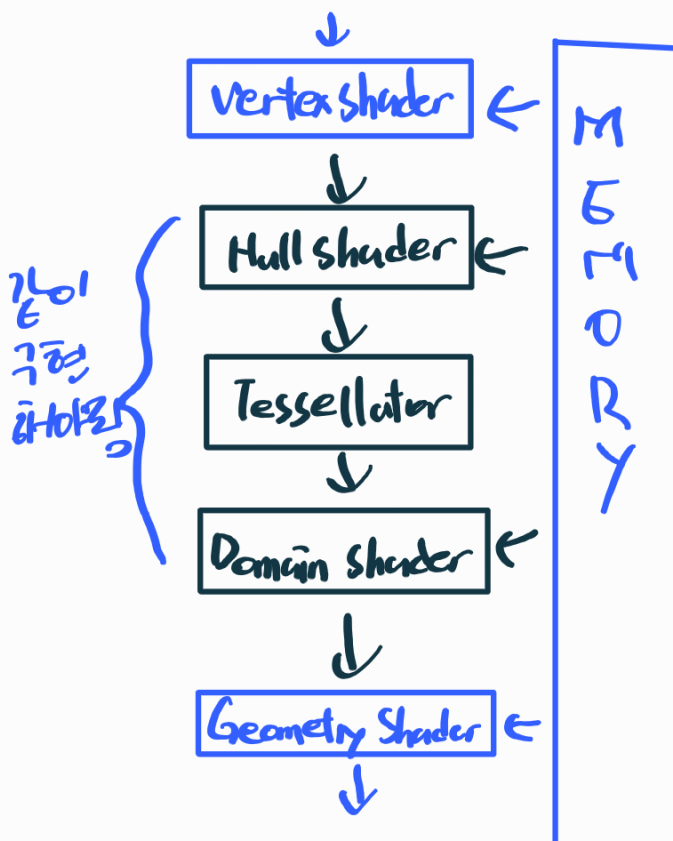 Vertex shader
Hull shader
Tessellator
Domain shader
Geometry Shader
같이
구현
해야됨
MEMORY